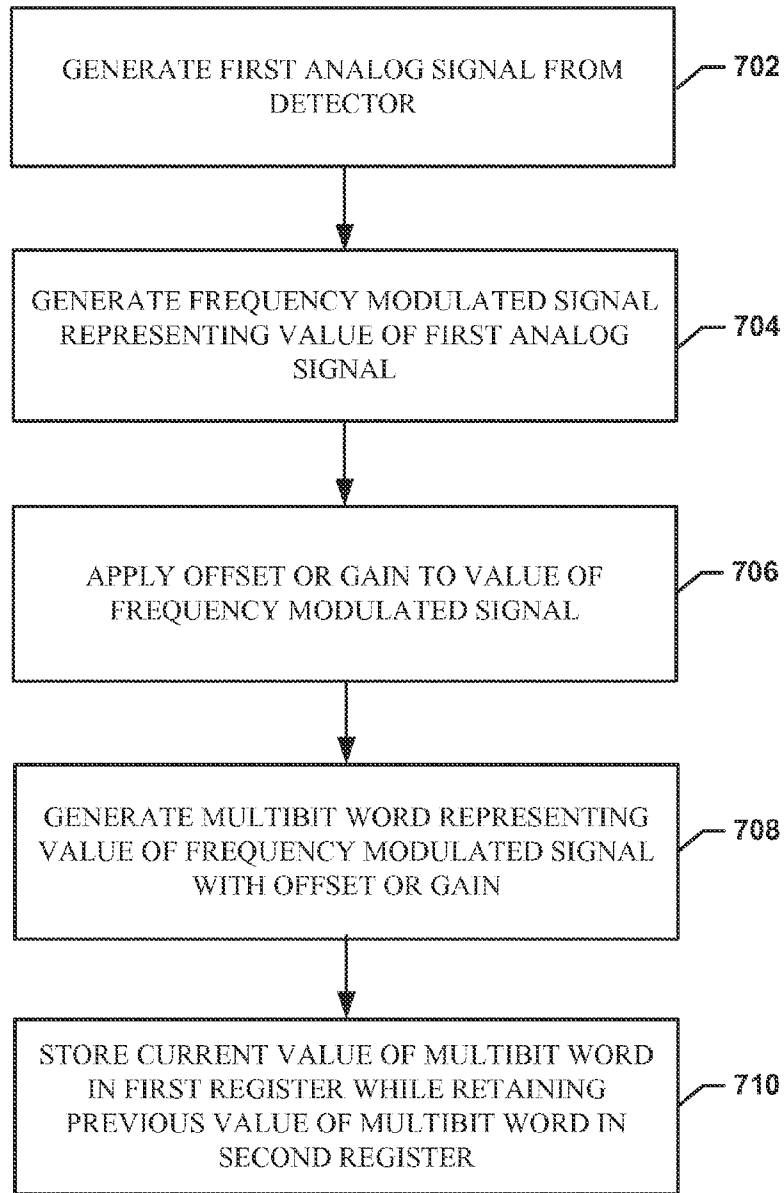 GENERATE FIRST ANALOG SIGNAL FROM
DETECTOR
702
GENERATE FREQUENCY MODULATED SIGNAL
REPRESENTING VALUE OF FIRST ANALOG
SIGNAL
704
APPLY OFFSET OR GAIN TO VALUE OF
FREQUENCY MODULATED SIGNAL
706
GENERATE MULTIBIT WORD REPRESENTING
VALUE OF FREQUENCY MODULATED SIGNAL
WITH OFFSET OR GAIN
708
STORE CURRENT VALUE OF MULTIBIT WORD
IN FIRST REGISTER WHILE RETAINING
PREVIOUS VALUE OF MULTIBIT WORD IN
SECOND REGISTER
710